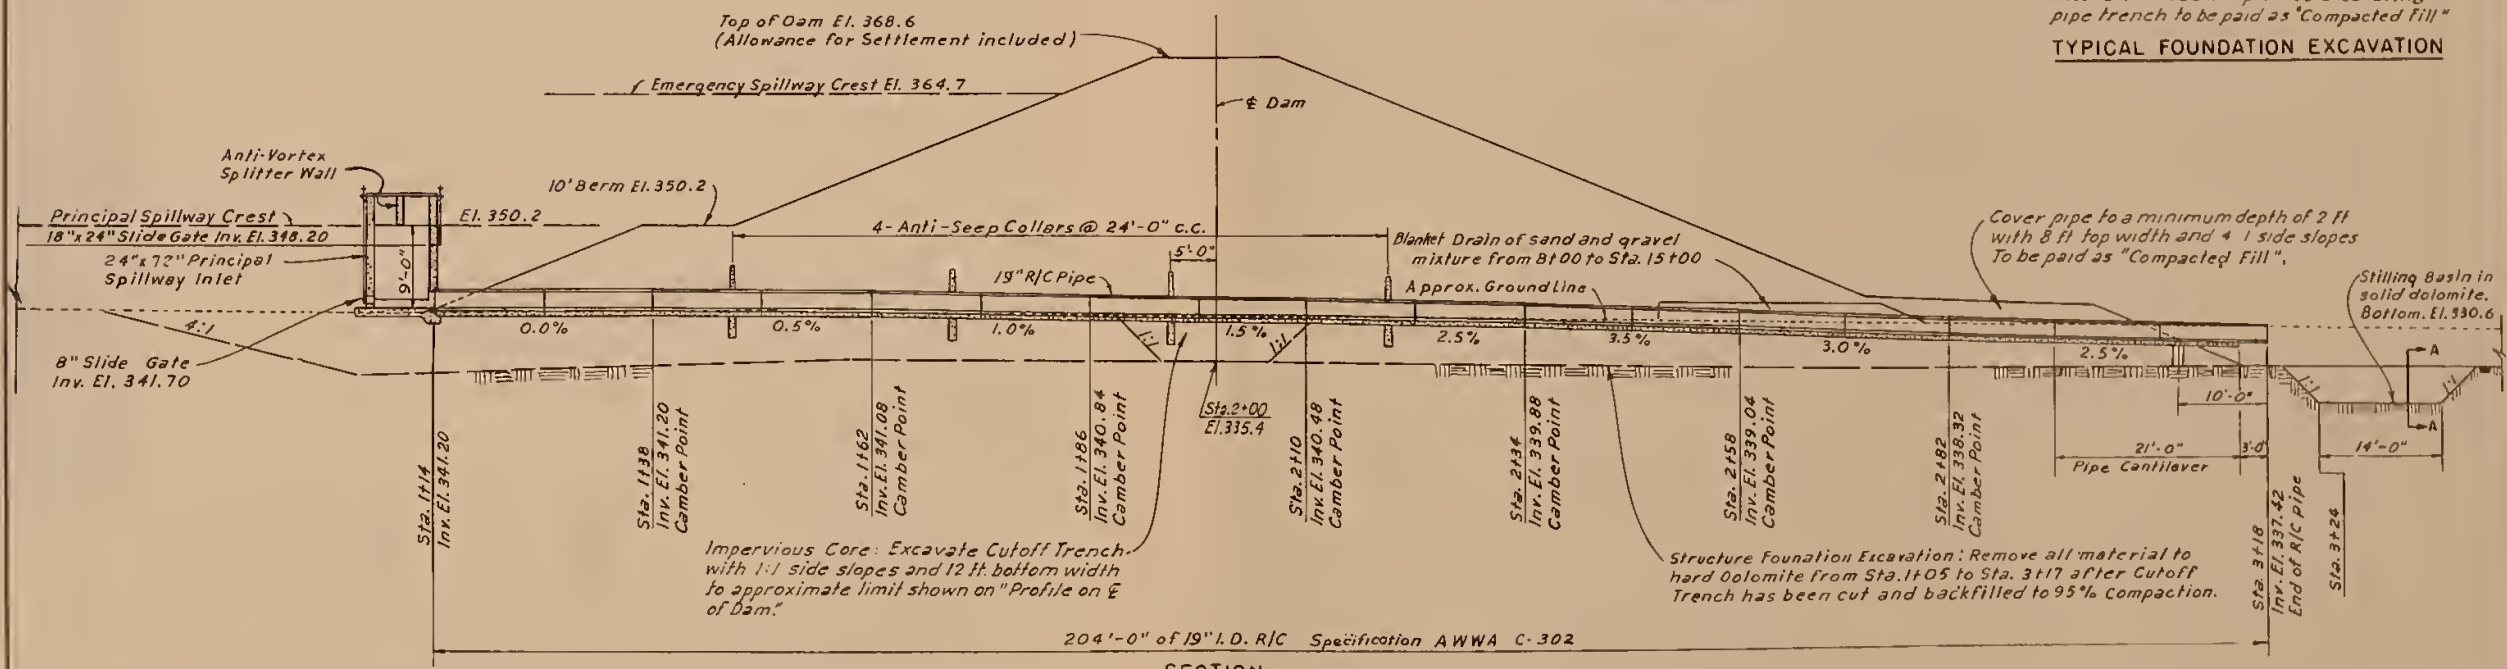 pipe trench to be paid as "Compacted Fill"
TYPICAL FOUNDATION EXCAVATION
Top of Dam El. 368.6
(Allowance for Settlement included)
Emergency Spillway Crest El. 364.7
℄ Dam
Anti-Vortex
Splitter Wall
10' Berm El. 350.2
Principal Spillway Crest
El. 350.2
18"x24" Slide Gate Inv. El. 348.20
24"x72" Principal
Spillway Inlet
9'-0"
4-Anti-Seep Collars @ 24'-0" c.c.
5'-0"
19" R/C Pipe
Blanket Drain of sand and gravel
mixture from 8+00 to Sta. 15+00
Approx. Ground Line
Cover pipe to a minimum depth of 2 ft
with 8 ft top width and 4 1 side slopes
To be paid as "Compacted Fill".
Stilling Basin in
solid dolomite.
Bottom. El. 330.6
4:1
0.0%
0.5%
1.0%
1:1
1.5%
1:1
2.5%
3.5%
3.0%
2.5%
8" Slide Gate
Inv. El. 341.70
A
A
1:1
1:1
10'-0"
21'-0"
3'-0
Pipe Cantilever
14'-0"
Sta. 1+14
Inv. El. 341.20
Sta. 1+38
Inv. El. 341.20
Camber Point
Sta. 1+62
Inv. El. 341.08
Camber Point
Sta. 1+86
Inv. El. 340.84
Camber Point
Sta. 2+00
El. 335.4
Sta. 2+10
Inv. El. 340.48
Camber Point
Sta. 2+34
Inv. El. 339.88
Camber Point
Sta. 2+58
Inv. El. 339.04
Camber Point
Sta. 2+82
Inv. El. 338.32
Camber Point
Sta. 3+18
Inv. El. 337.42
End of R/C Pipe
Sta. 3+24
Impervious Core: Excavate Cutoff Trench
with 1:1 side slopes and 12 ft. bottom width
to approximate limit shown on "Profile on ℄
of Dam."
Structure Founation Excavation: Remove all material to
hard Dolomite from Sta. 1+05 to Sta. 3+17 after Cutoff
Trench has been cut and backfilled to 95% Compaction.
204'-0" of 19" I.D. R/C Specification AWWA C-302
SECTION